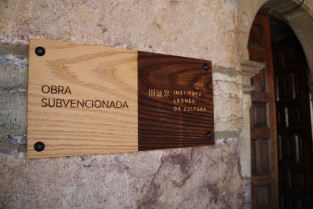 OBRA
SUBVENCIONADA
INSTITUTO
LEONÉS
DE CULTURA